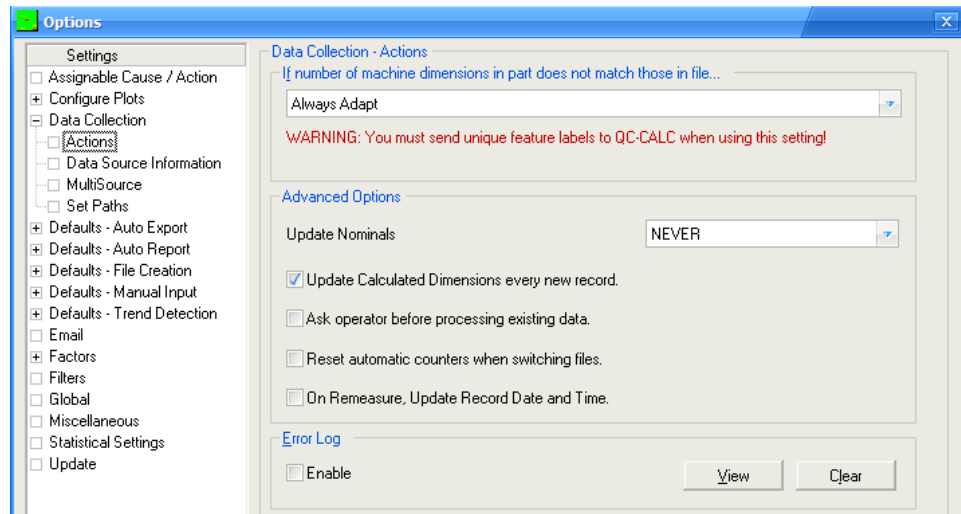 Options
Settings
Assignable Cause / Action
Configure Plots
Data Collection
Actions
Data Source Information
MultiSource
Set Paths
Defaults - Auto Export
Defaults - Auto Report
Defaults - File Creation
Defaults - Manual Input
Defaults - Trend Detection
Email
Factors
Filters
Global
Miscellaneous
Statistical Settings
Update
Data Collection - Actions
If number of machine dimensions in part does not match those in file...
Always Adapt
WARNING: You must send unique feature labels to QC-CALC when using this setting!
Advanced Options
Update Nominals NEVER
Update Calculated Dimensions every new record.
Ask operator before processing existing data.
Reset automatic counters when switching files.
On Remeasure, Update Record Date and Time.
Error Log
Enable View Clear